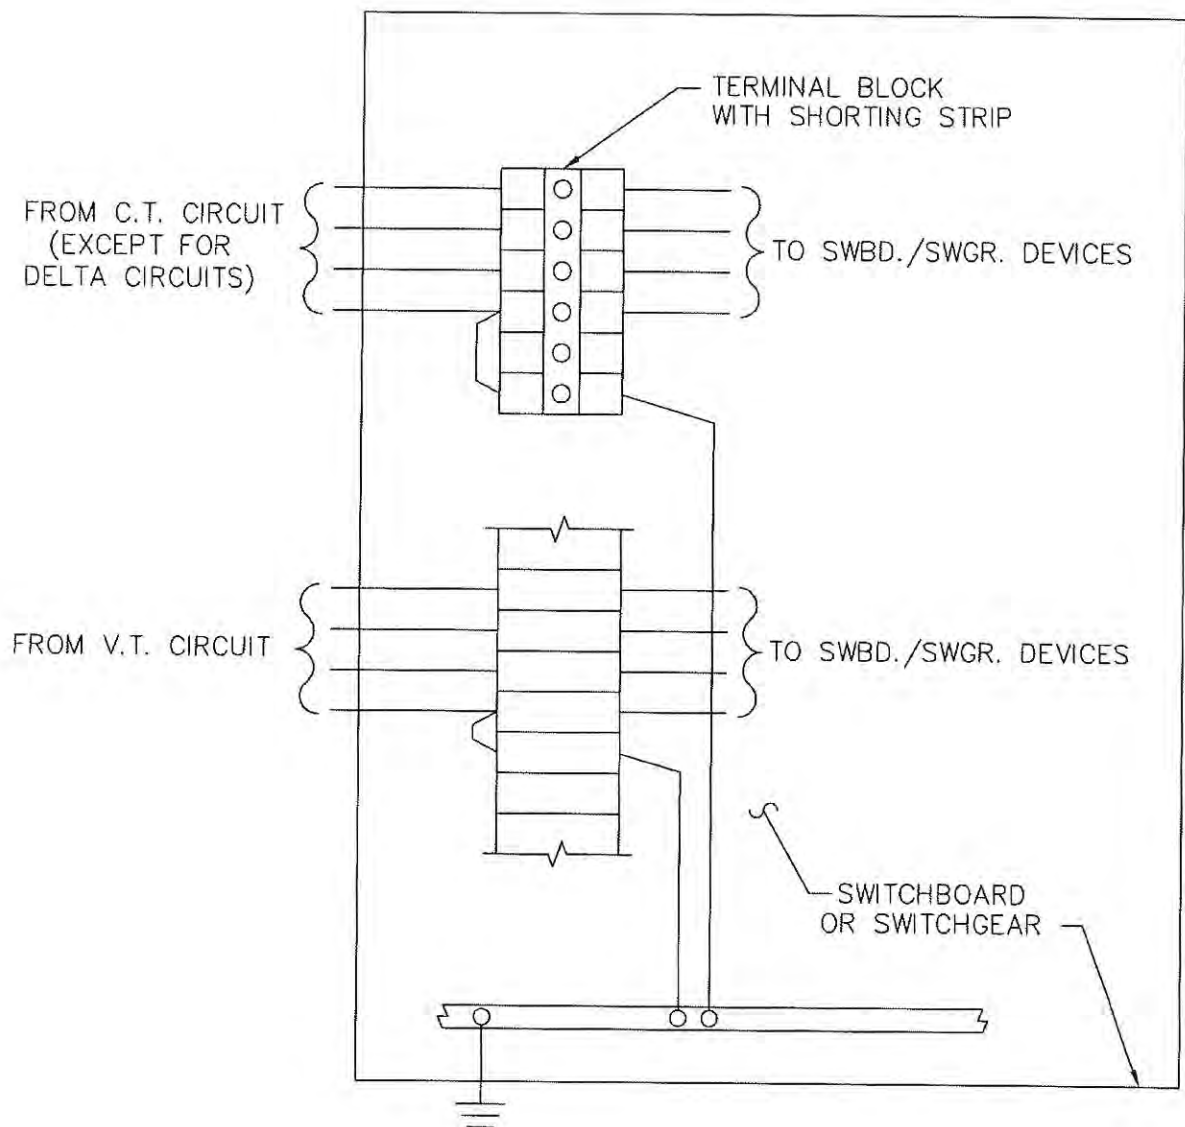 TERMINAL BLOCK
WITH SHORTING STRIP
FROM C.T. CIRCUIT
(EXCEPT FOR
DELTA CIRCUITS)
TO SWBD./SWGR. DEVICES
FROM V.T. CIRCUIT
TO SWBD./SWGR. DEVICES
SWITCHBOARD
OR SWITCHGEAR